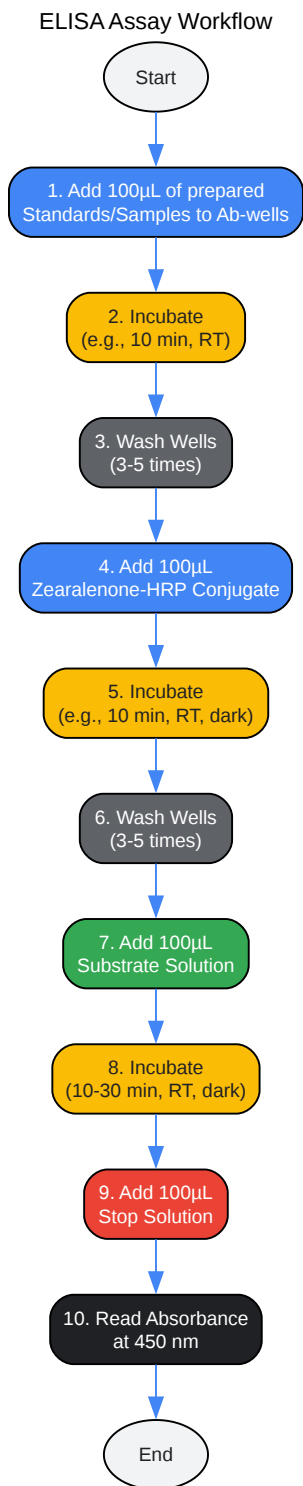 ELISA Assay Workflow
Start
1. Add 100µL of prepared
Standards/Samples to Ab-wells
2. Incubate
(e.g., 10 min, RT)
3. Wash Wells
(3-5 times)
4. Add 100µL
Zearalenone-HRP Conjugate
5. Incubate
(e.g., 10 min, RT, dark)
6. Wash Wells
(3-5 times)
7. Add 100µL
Substrate Solution
8. Incubate
(10-30 min, RT, dark)
9. Add 100µL
Stop Solution
10. Read Absorbance
at 450 nm
End